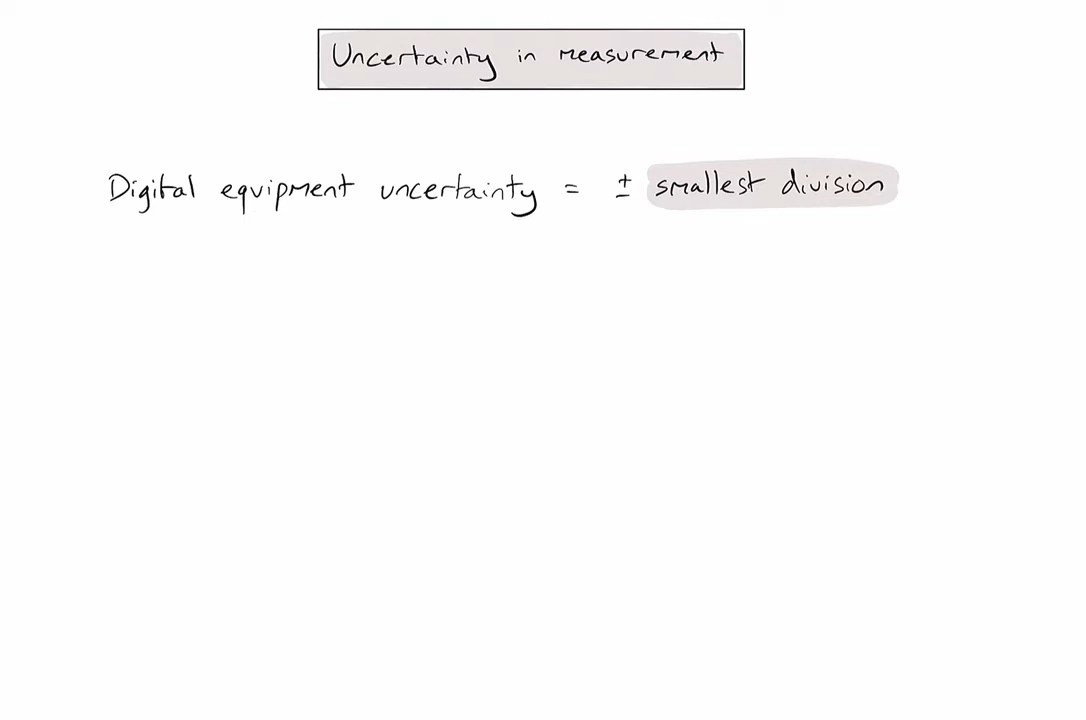 Uncertainty in measurement
Digital equipment uncertainty = ± smallest division